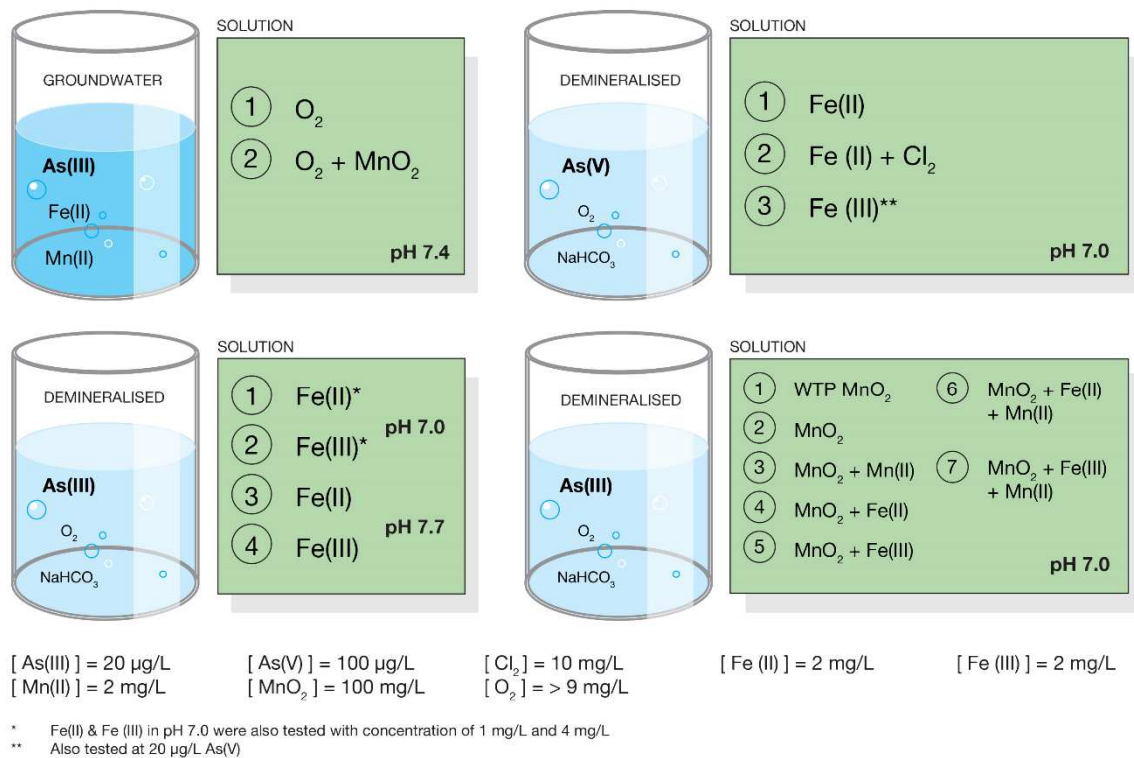 SOLUTION
GROUNDWATER
As(III)
Fe(II)
Mn(II)
1 O₂
2 O₂ + MnO₂
pH 7.4
SOLUTION
DEMINERALISED
As(V)
O₂
NaHCO₃
1 Fe(II)
2 Fe (II) + Cl₂
3 Fe (III)**
pH 7.0
SOLUTION
DEMINERALISED
As(III)
O₂
NaHCO₃
1 Fe(II)*
pH 7.0
2 Fe(III)*
3 Fe(II)
pH 7.7
4 Fe(III)
SOLUTION
DEMINERALISED
As(III)
O₂
NaHCO₃
1 WTP MnO₂
2 MnO₂
3 MnO₂ + Mn(II)
4 MnO₂ + Fe(II)
5 MnO₂ + Fe(III)
6 MnO₂ + Fe(II)
+ Mn(II)
7 MnO₂ + Fe(III)
+ Mn(II)
pH 7.0
[ As(III) ] = 20 µg/L [ As(V) ] = 100 µg/L [ Cl₂ ] = 10 mg/L [ Fe (II) ] = 2 mg/L [ Fe (III) ] = 2 mg/L
[ Mn(II) ] = 2 mg/L [ MnO₂ ] = 100 mg/L [ O₂ ] = > 9 mg/L
* Fe(II) & Fe (III) in pH 7.0 were also tested with concentration of 1 mg/L and 4 mg/L
** Also tested at 20 µg/L As(V)